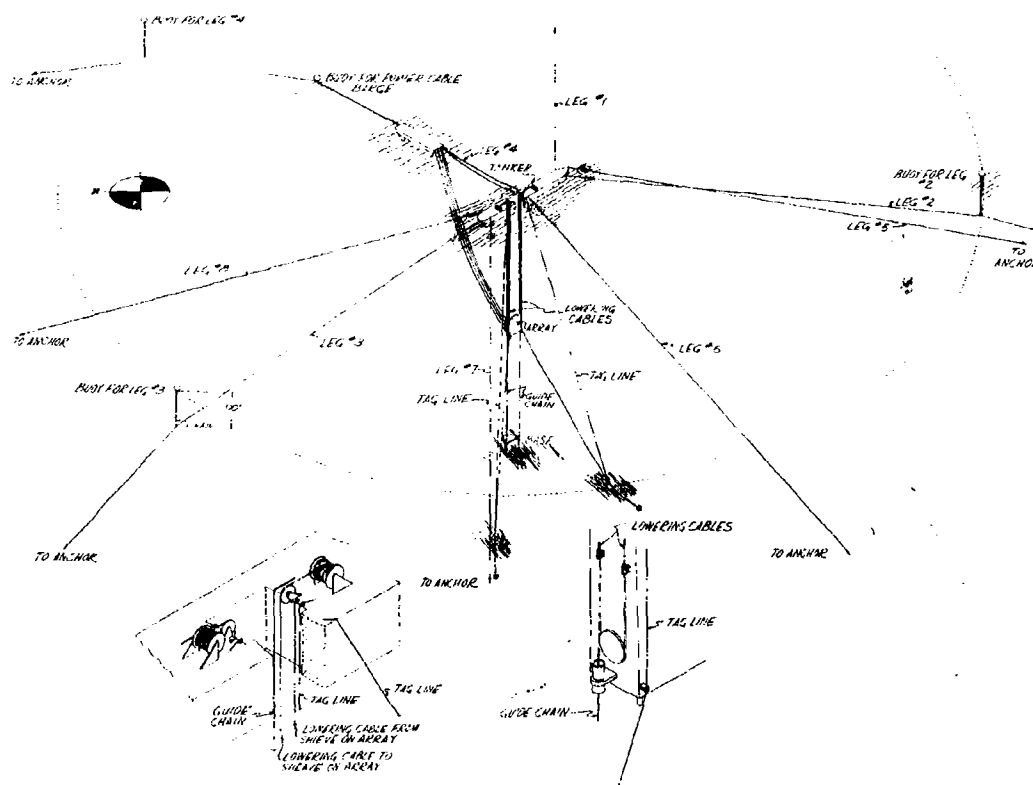 BUOY FOR LEG #4
TO ANCHOR
BUOY FOR POWER CABLE
BARGE
LEG #1
LEG #4
TANKER
BUOY FOR LEG
#2
LEG #2
LEG #5
TO
ANCHOR
LEG #8
TO ANCHOR
LEG #3
LOWERING
CABLES
ARRAY
LEG #6
LEG #7
TAG LINE
TAG LINE
GUIDE
CHAIN
BUOY FOR LEG #3
BASE
TO ANCHOR
TO ANCHOR
LOWERING CABLES
TO ANCHOR
TAG LINE
TAG LINE
TAG LINE
GUIDE
CHAIN
LOWERING CABLE FROM
SHIEVE ON ARRAY
LOWERING CABLE TO
SHEAVE ON ARRAY
GUIDE CHAIN